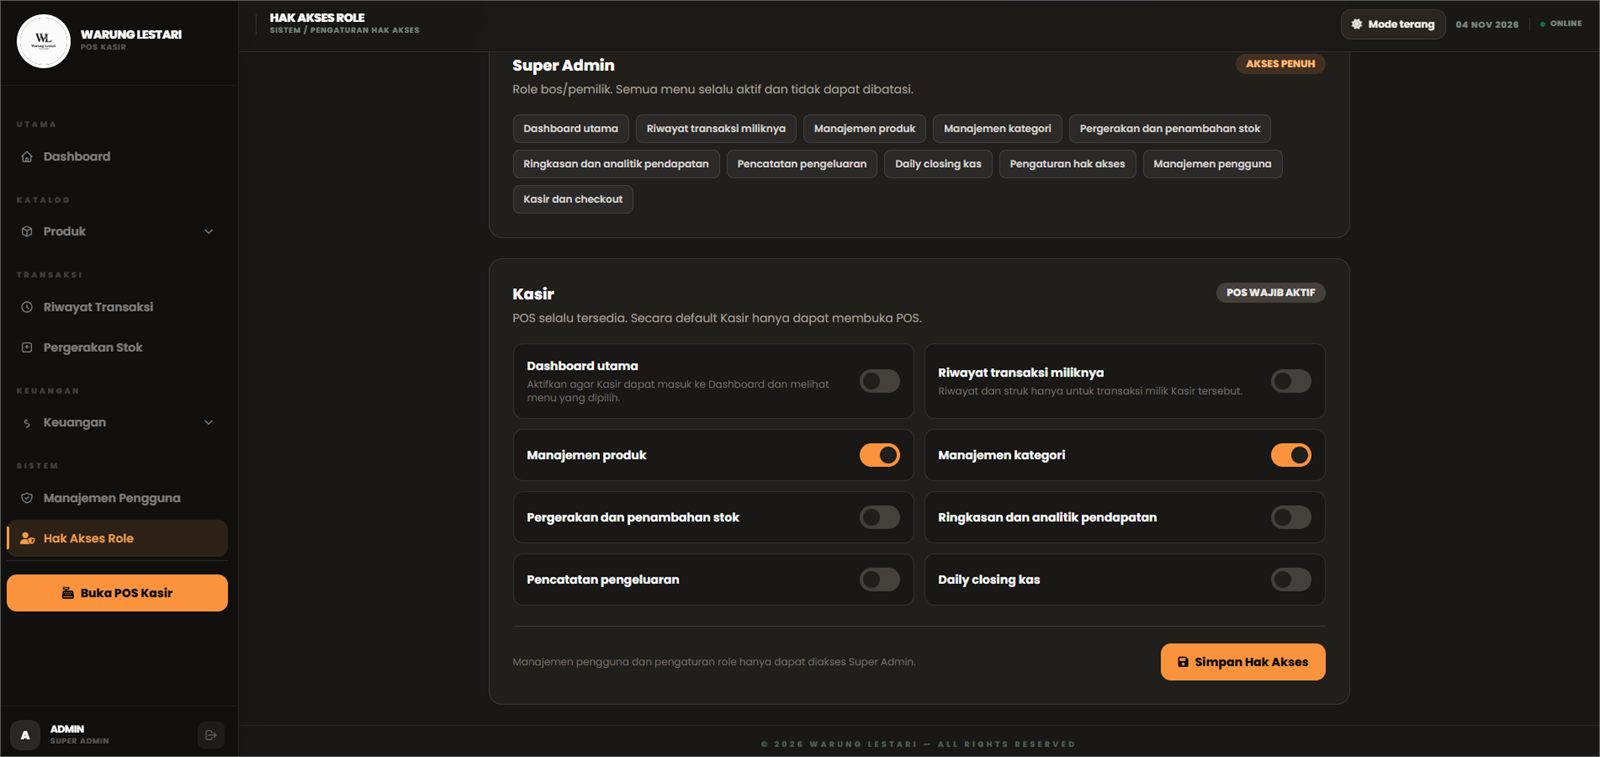 WL
Warung Lestari
WARUNG LESTARI
POS KASIR
UTAMA
Dashboard
KATALOG
Produk
TRANSAKSI
Riwayat Transaksi
Pergerakan Stok
KEUANGAN
Keuangan
SISTEM
Manajemen Pengguna
Hak Akses Role
Buka POS Kasir
A
ADMIN
SUPER ADMIN
HAK AKSES ROLE
SISTEM / PENGATURAN HAK AKSES
Mode terang
04 NOV 2026
ONLINE
Super Admin
AKSES PENUH
Role bos/pemilik. Semua menu selalu aktif dan tidak dapat dibatasi.
Dashboard utama
Riwayat transaksi miliknya
Manajemen produk
Manajemen kategori
Pergerakan dan penambahan stok
Ringkasan dan analitik pendapatan
Pencatatan pengeluaran
Daily closing kas
Pengaturan hak akses
Manajemen pengguna
Kasir dan checkout
Kasir
POS WAJIB AKTIF
POS selalu tersedia. Secara default Kasir hanya dapat membuka POS.
Dashboard utama
Aktifkan agar Kasir dapat masuk ke Dashboard dan melihat
menu yang dipilih.
Riwayat transaksi miliknya
Riwayat dan struk hanya untuk transaksi milik Kasir tersebut.
Manajemen produk
Manajemen kategori
Pergerakan dan penambahan stok
Ringkasan dan analitik pendapatan
Pencatatan pengeluaran
Daily closing kas
Manajemen pengguna dan pengaturan role hanya dapat diakses Super Admin.
Simpan Hak Akses
© 2026 WARUNG LESTARI — ALL RIGHTS RESERVED